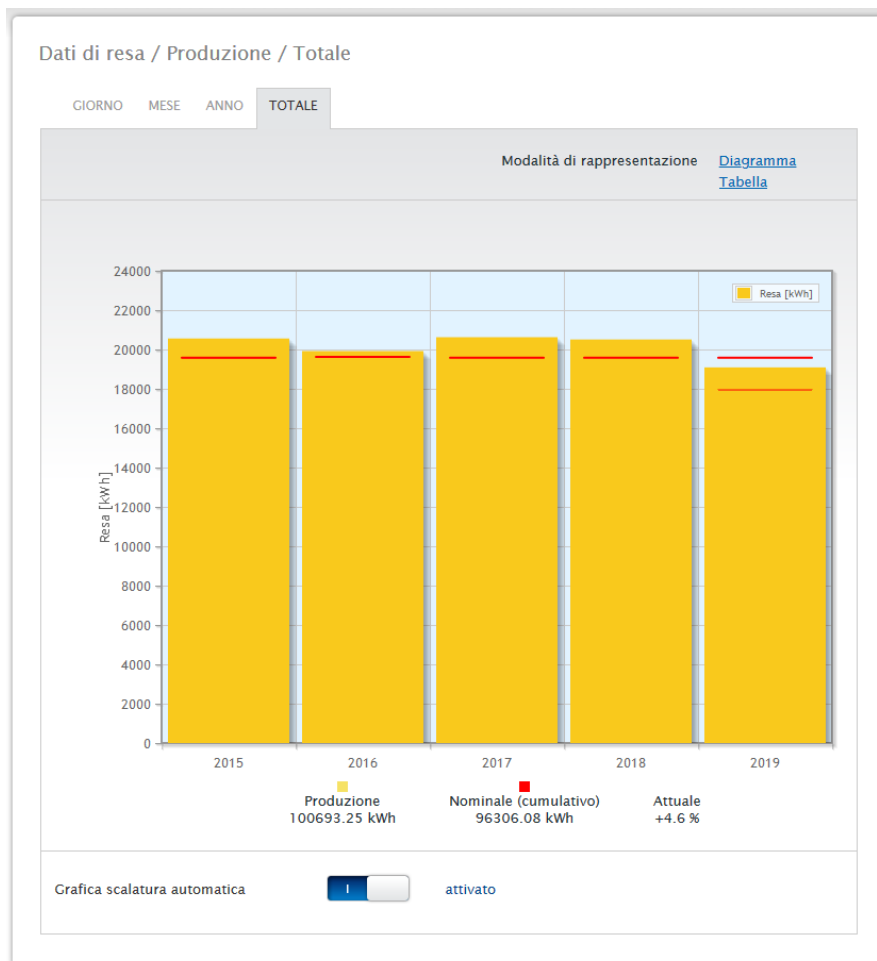 Dati di resa / Produzione / Totale
GIORNO MESE ANNO TOTALE
Modalità di rappresentazione Diagramma
Tabella
24000
22000
20000
18000
16000
14000
12000
10000
8000
6000
4000
2000
0
Resa [kWh]
Resa [kWh]
2015 2016 2017 2018 2019
Produzione Nominale (cumulativo) Attuale
100693.25 kWh 96306.08 kWh +4.6 %
Grafica scalatura automatica I attivato